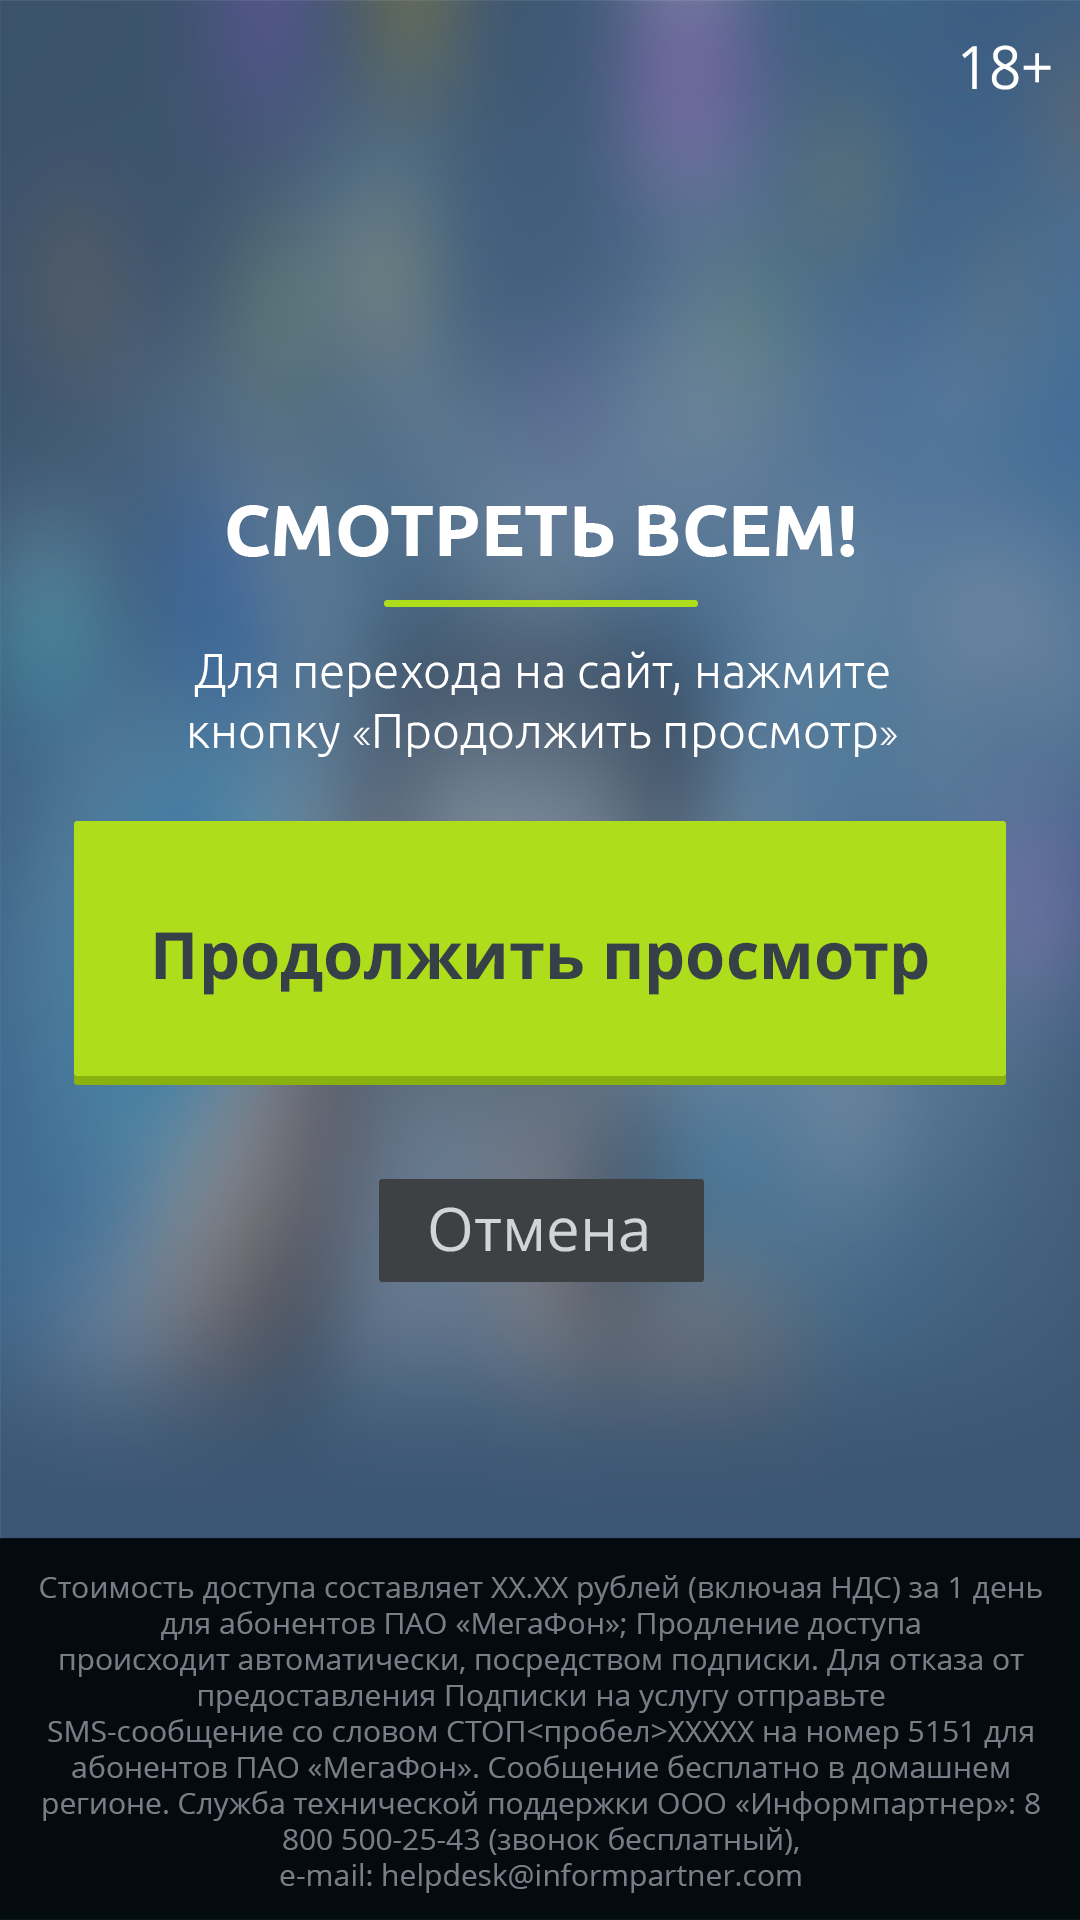 18+
СМОТРЕТЬ ВСЕМ!
Для перехода на сайт, нажмите
кнопку «Продолжить просмотр»
Продолжить просмотр
Отмена
Стоимость доступа составляет XX.XX рублей (включая НДС) за 1 день
для абонентов ПАО «МегаФон»; Продление доступа
происходит автоматически, посредством подписки. Для отказа от
предоставления Подписки на услугу отправьте
SMS-сообщение со словом СТОП<пробел>XXXXX на номер 5151 для
абонентов ПАО «МегаФон». Сообщение бесплатно в домашнем
регионе. Служба технической поддержки ООО «Информпартнер»: 8
800 500-25-43 (звонок бесплатный),
e-mail: helpdesk@informpartner.com